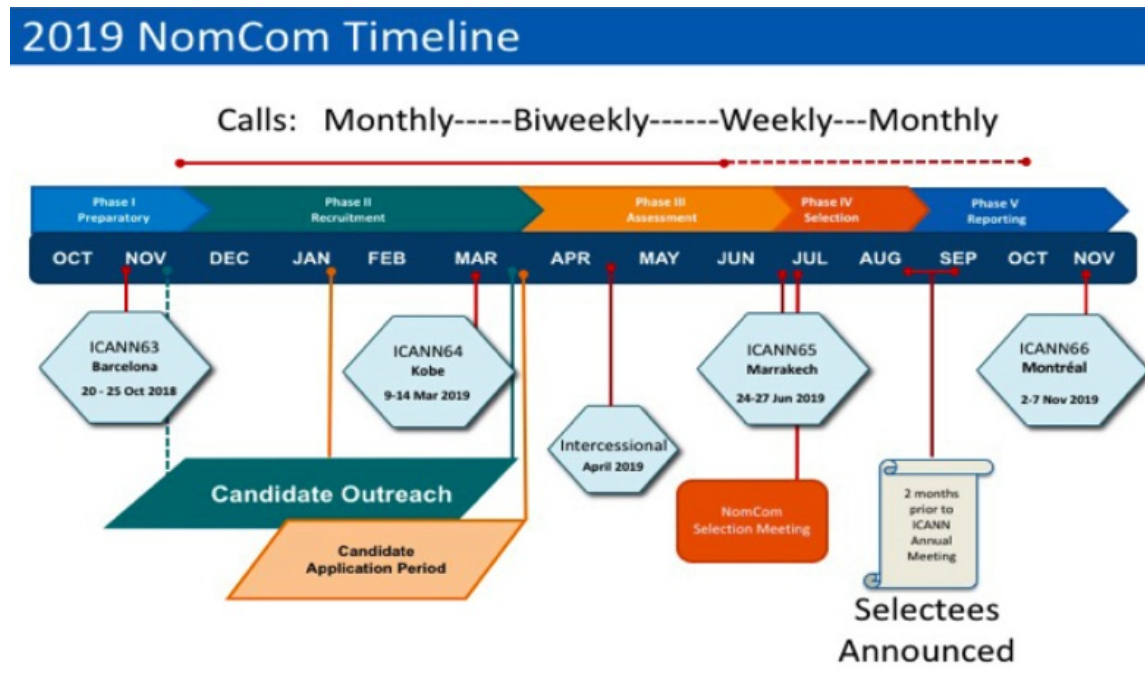 2019 NomCom Timeline
Calls: Monthly-----Biweekly------Weekly---Monthly
Phase I
Preparatory
Phase II
Recruitment
Phase III
Assessment
Phase IV
Selection
Phase V
Reporting
OCT NOV DEC JAN FEB MAR APR MAY JUN JUL AUG SEP OCT NOV
ICANN63
Barcelona
20 - 25 Oct 2018
ICANN64
Kobe
9-14 Mar 2019
ICANN65
Marrakech
24-27 Jun 2019
ICANN66
Montréal
2-7 Nov 2019
Intercessional
April 2019
Candidate Outreach
Candidate
Application Period
NomCom
Selection Meeting
2 months
prior to
ICANN
Annual
Meeting
Selectees
Announced